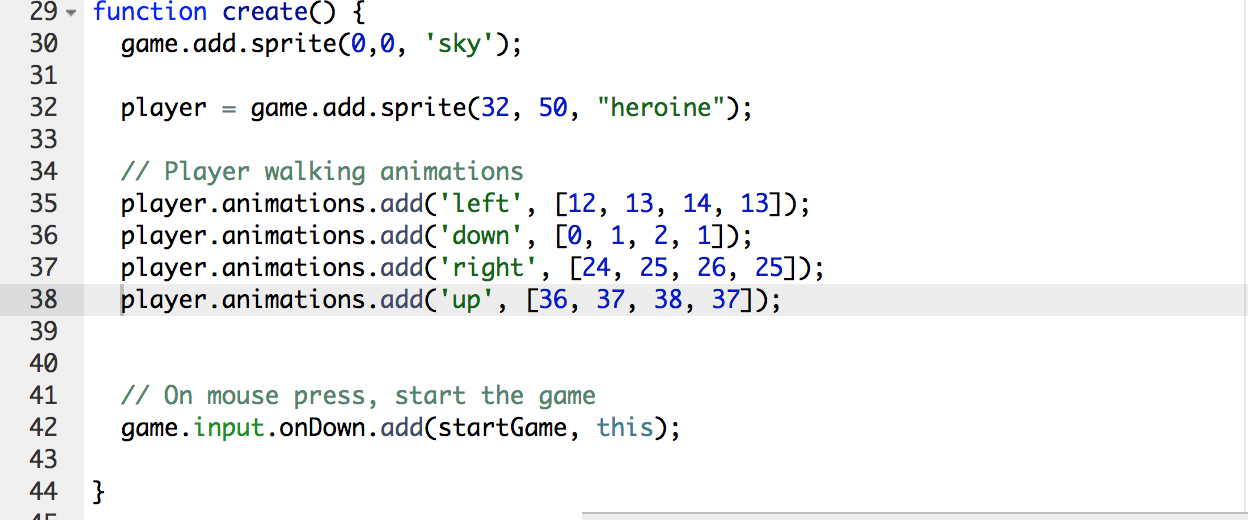 29 function create() {
30 game.add.sprite(0,0, 'sky');
31
32 player = game.add.sprite(32, 50, "heroine");
33
34 // Player walking animations
35 player.animations.add('left', [12, 13, 14, 13]);
36 player.animations.add('down', [0, 1, 2, 1]);
37 player.animations.add('right', [24, 25, 26, 25]);
38 player.animations.add('up', [36, 37, 38, 37]);
39
40
41 // On mouse press, start the game
42 game.input.onDown.add(startGame, this);
43
44 }
45